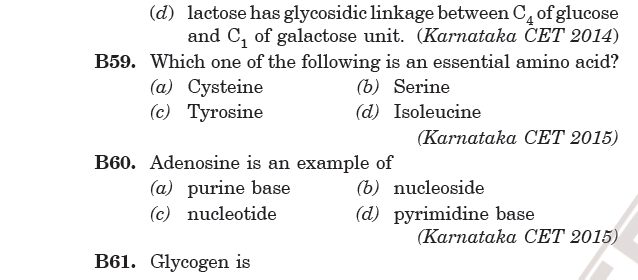 (d) lactose has glycosidic linkage between C₄ of glucose
and C₁ of galactose unit. (Karnataka CET 2014)
B59. Which one of the following is an essential amino acid?
(a) Cysteine (b) Serine
(c) Tyrosine (d) Isoleucine
(Karnataka CET 2015)
B60. Adenosine is an example of
(a) purine base (b) nucleoside
(c) nucleotide (d) pyrimidine base
(Karnataka CET 2015)
B61. Glycogen is